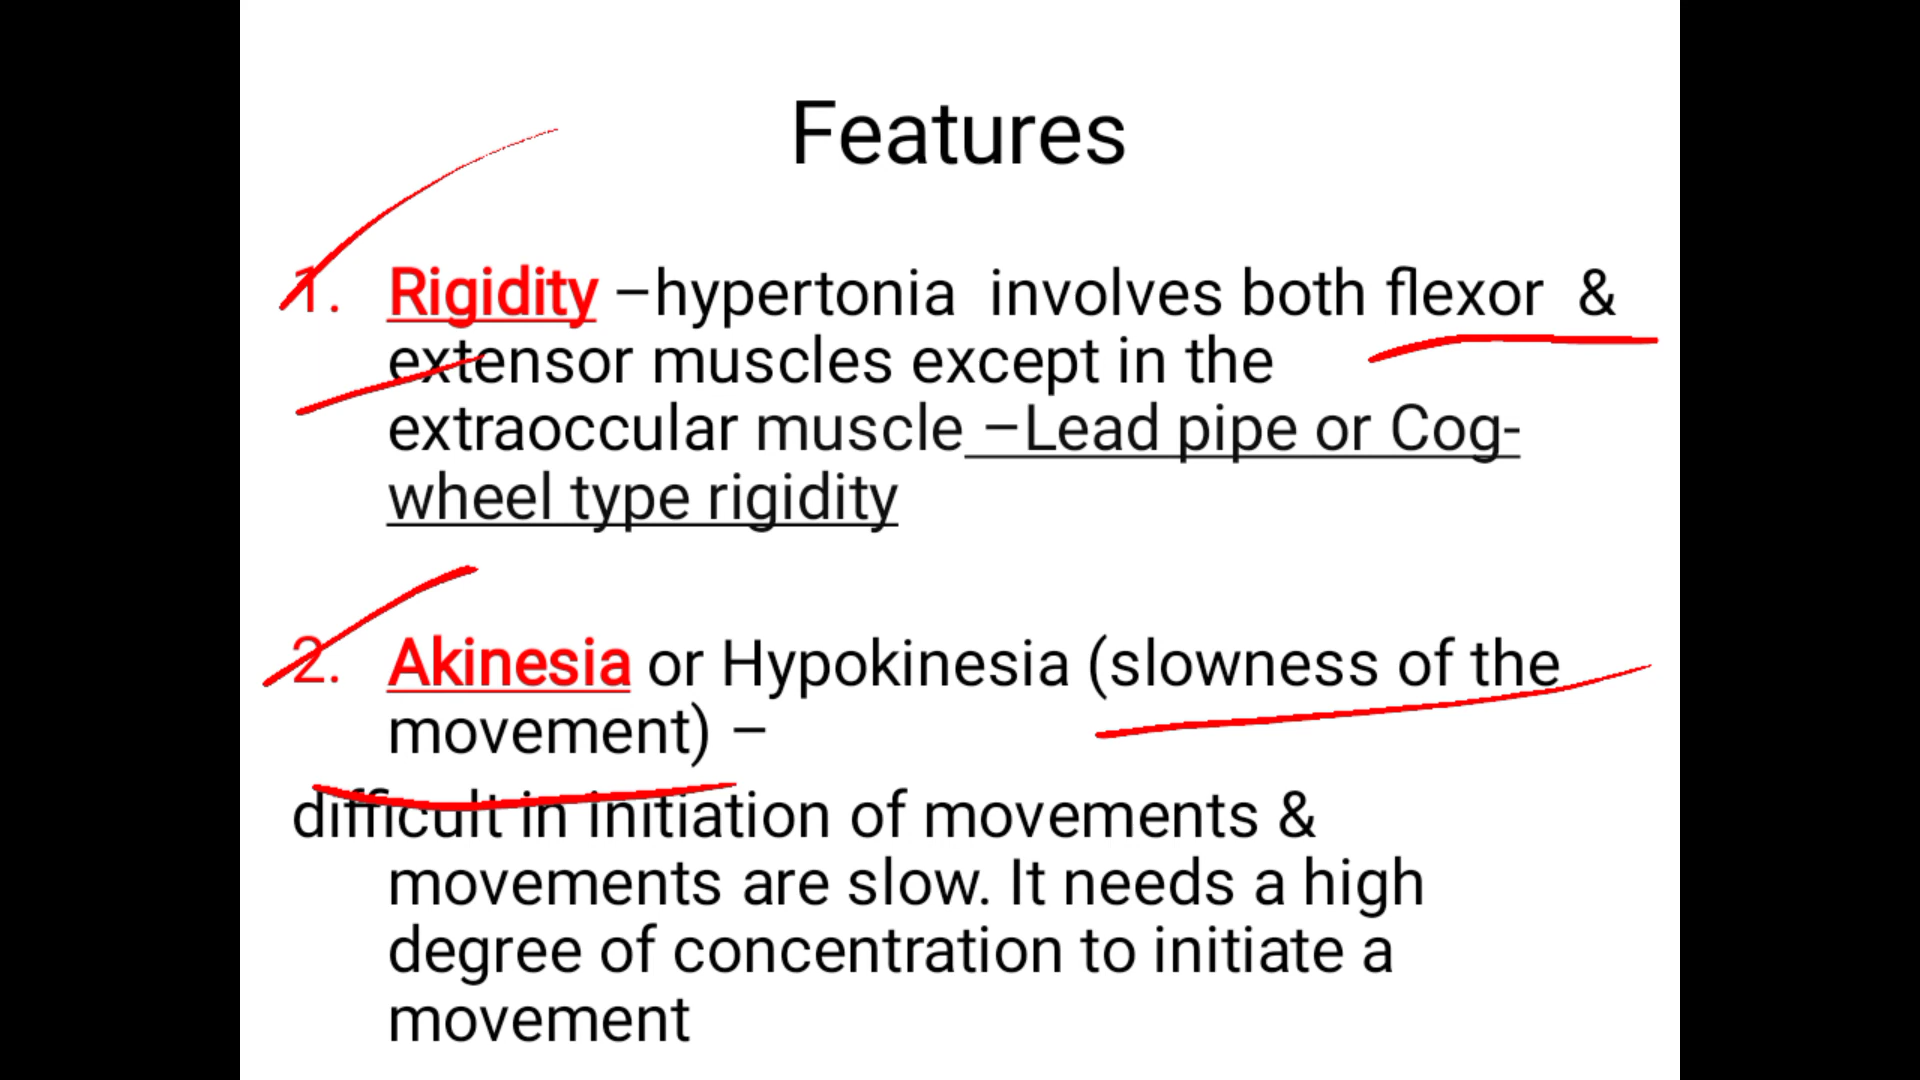 Features
1. Rigidity –hypertonia involves both flexor &
extensor muscles except in the
extraoccular muscle –Lead pipe or Cog-
wheel type rigidity
2. Akinesia or Hypokinesia (slowness of the
movement) –
difficult in initiation of movements &
movements are slow. It needs a high
degree of concentration to initiate a
movement